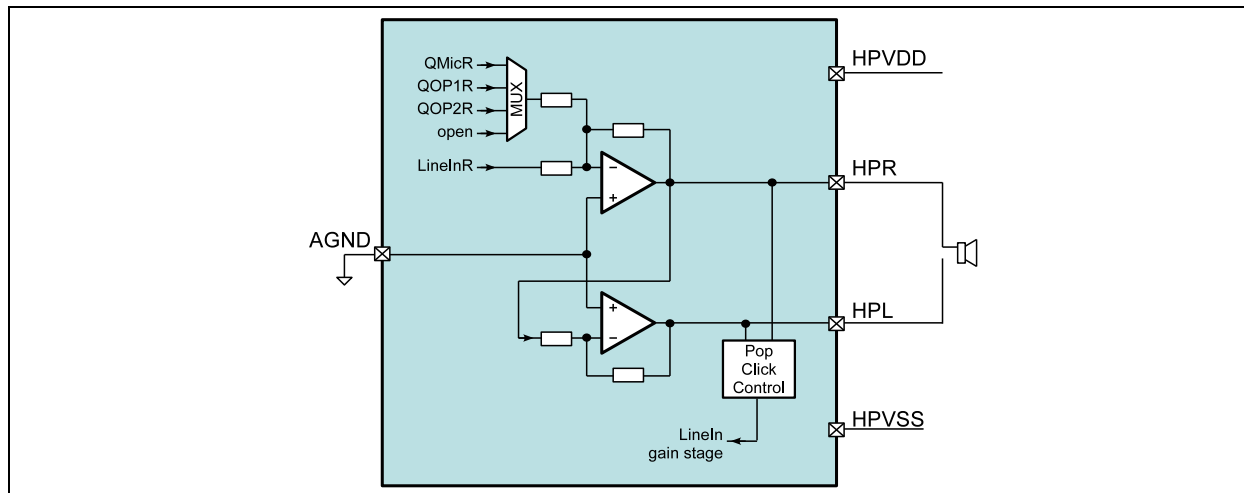 HPVDD
QMicR
QOP1R
QOP2R
open
MUX
LineInR
−
+
HPR
AGND
+
−
HPL
Pop
Click
Control
LineIn
gain stage
HPVSS